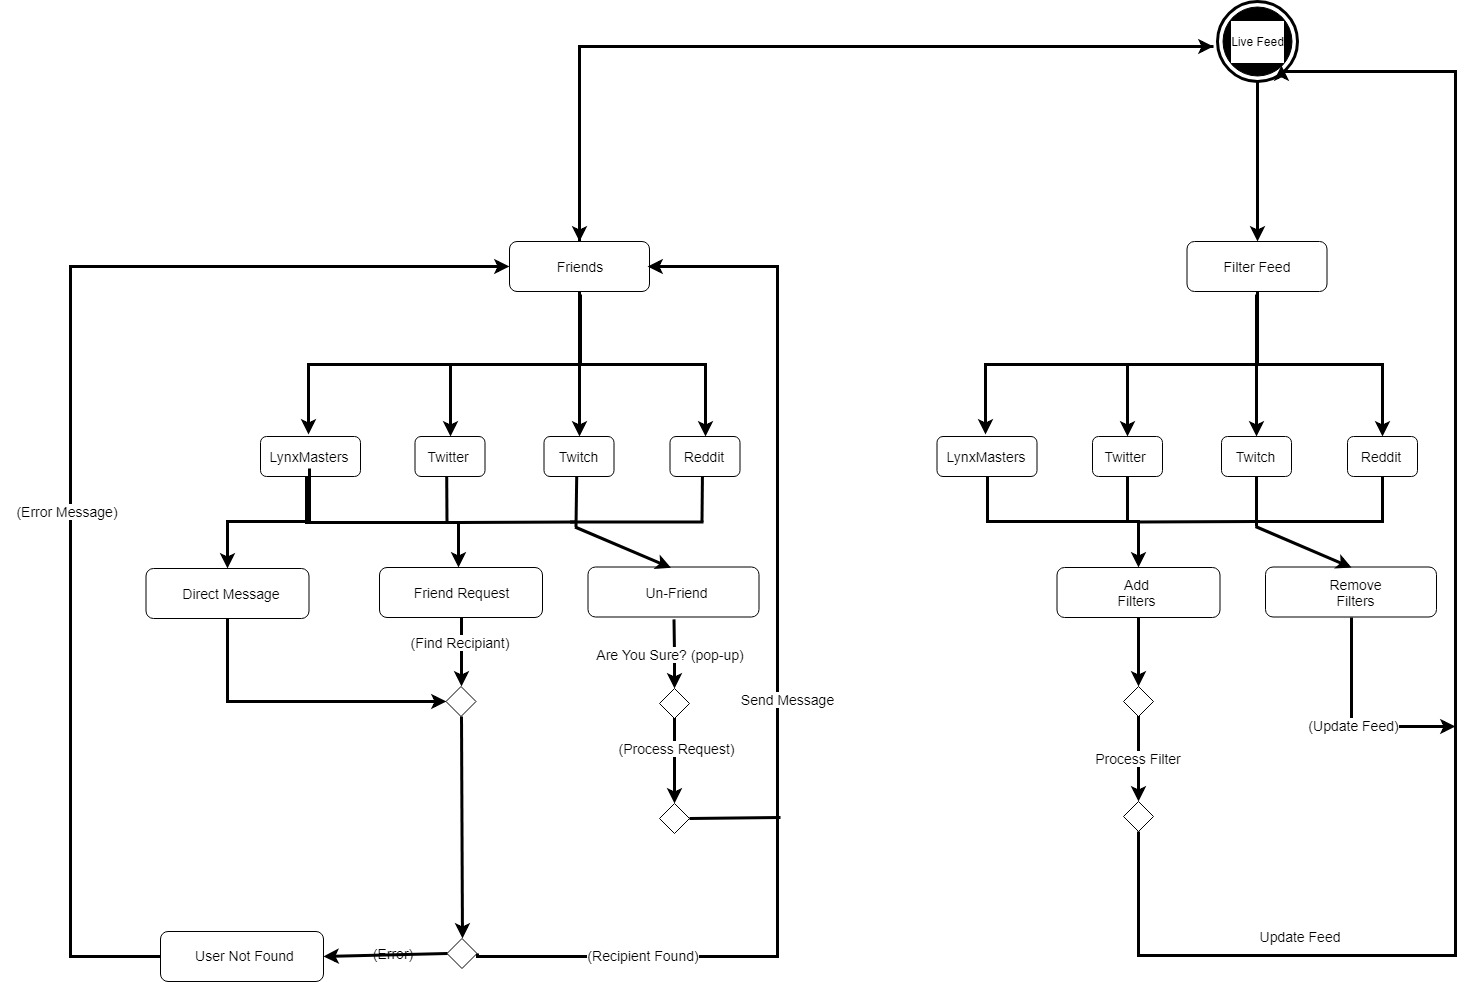 Live Feed
Friends
Filter Feed
LynxMasters
Twitter
Twitch
Reddit
LynxMasters
Twitter
Twitch
Reddit
(Error Message)
Direct Message
Friend Request
Un-Friend
Add
Filters
Remove
Filters
(Find Recipiant)
Are You Sure? (pop-up)
Send Message
(Update Feed)
(Process Request)
Process Filter
Update Feed
User Not Found
(Error)
(Recipient Found)